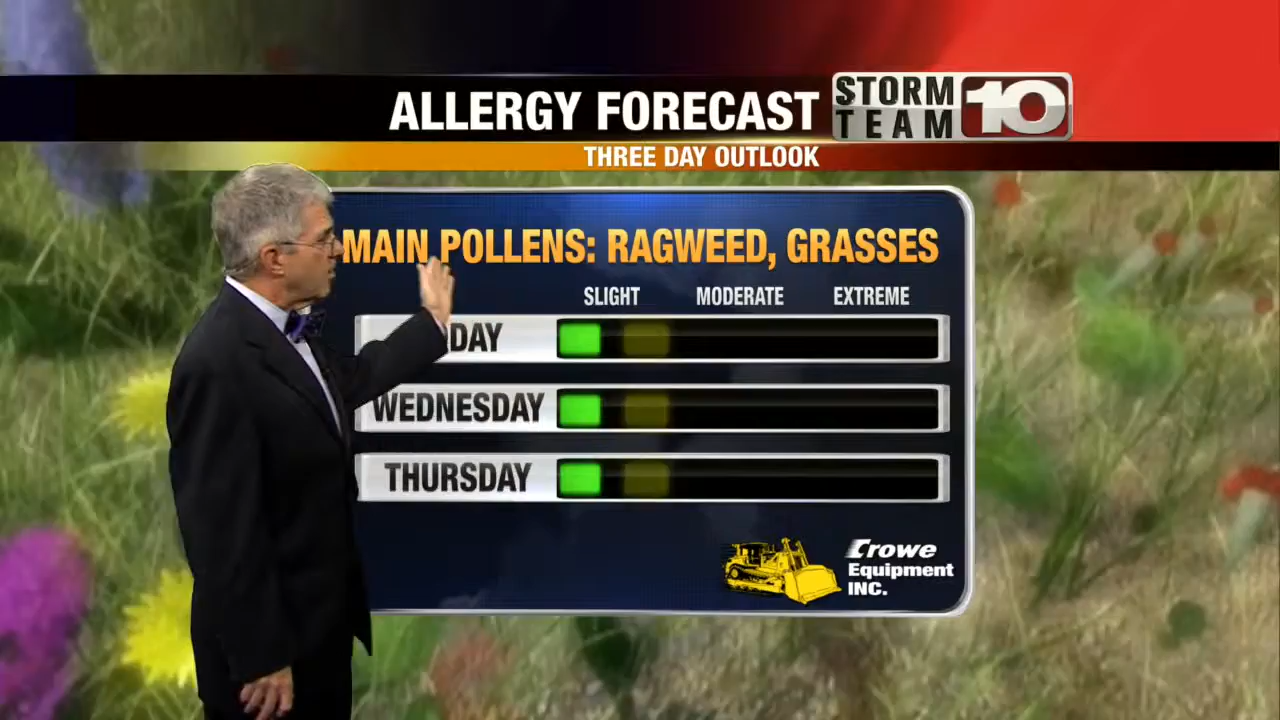 ALLERGY FORECAST
STORM TEAM 10
THREE DAY OUTLOOK
MAIN POLLENS: RAGWEED, GRASSES
SLIGHT MODERATE EXTREME
DAY
WEDNESDAY
THURSDAY
Crowe
Equipment
INC.